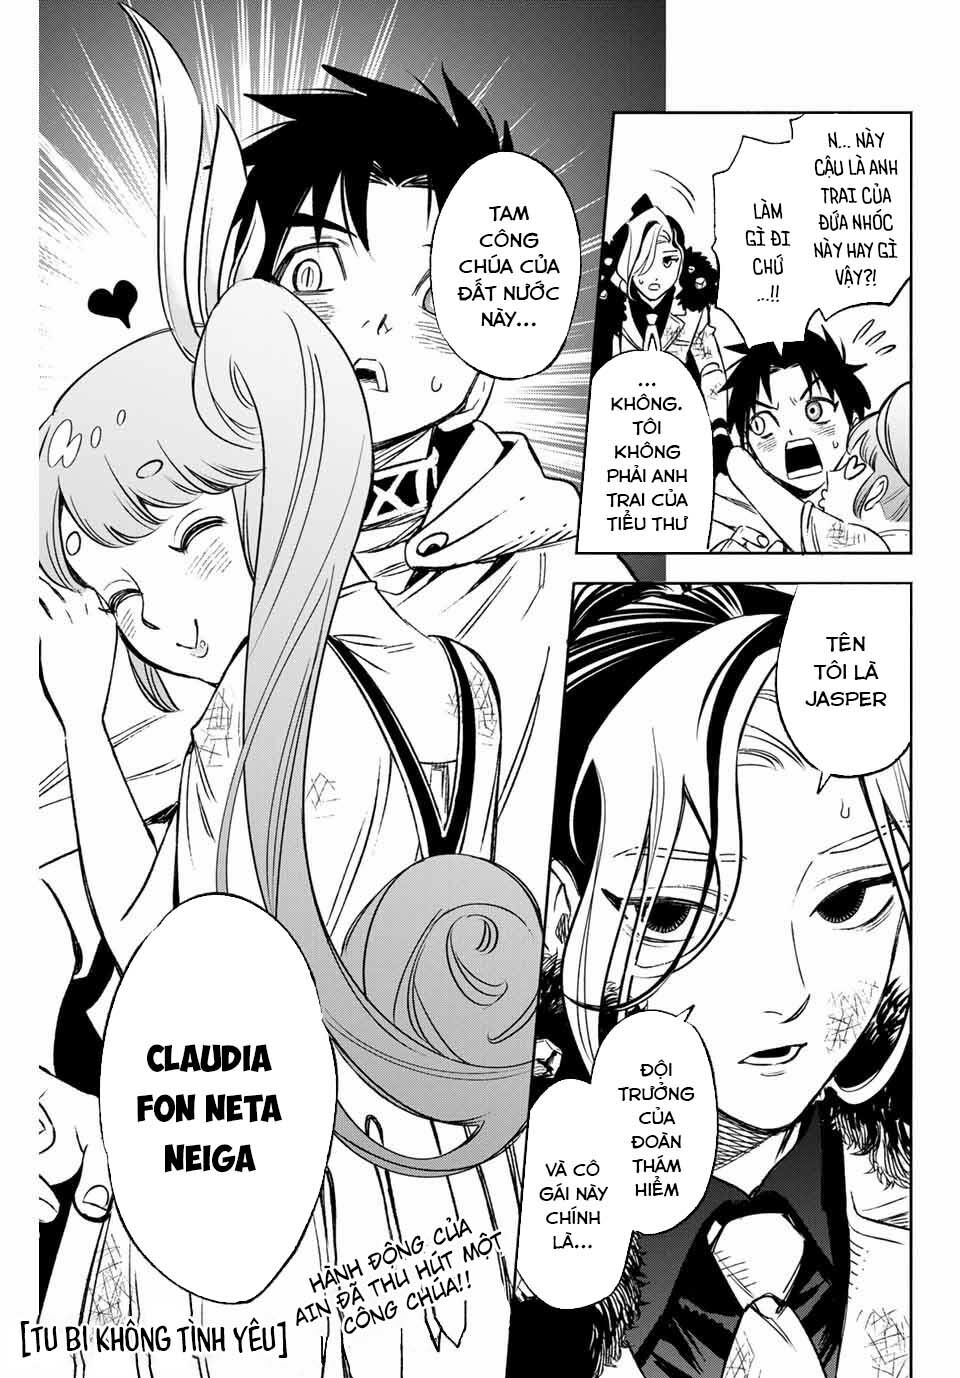 N... NÀY
CẬU LÀ ANH
TRAI CỦA
ĐỨA NHÓC
NÀY HAY GÌ
VẬY?!
LÀM
GÌ ĐI
CHỨ
...!!
...
KHÔNG.
TÔI
KHÔNG
PHẢI ANH
TRAI CỦA
TIỂU THƯ
TÊN
TÔI LÀ
JASPER
ĐỘI
TRƯỞNG
CỦA
ĐOÀN
THÁM
HIỂM
VÀ CÔ
GÁI NÀY
CHÍNH
LÀ...
TAM
CÔNG
CHÚA CỦA
ĐẤT NƯỚC
NÀY...
CLAUDIA
FON NETA
NEIGA
HÀNH ĐỘNG CỦA
AIN ĐÃ THU HÚT MỘT
CÔNG CHÚA!!
[TU BI KHÔNG TÌNH YÊU]